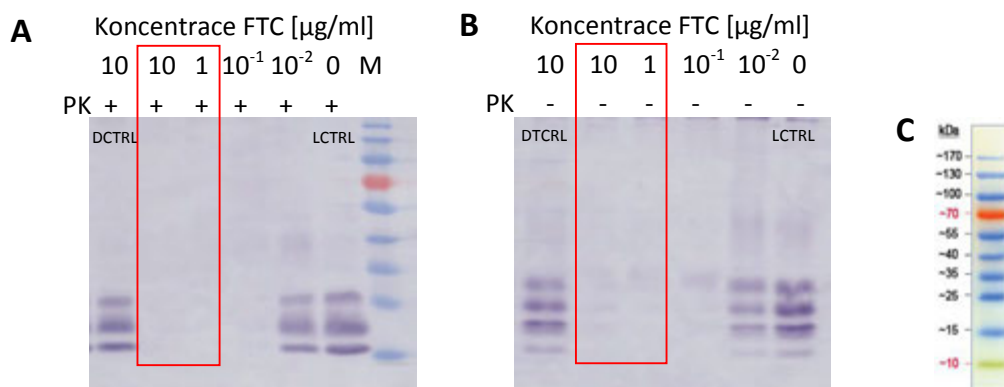 A
Koncentrace FTC [µg/ml]
10 10 1 10⁻¹ 10⁻² 0 M
PK + + + + + +
DCTRL LCTRL
B
Koncentrace FTC [µg/ml]
10 10 1 10⁻¹ 10⁻² 0
PK - - - - - -
DTCRL LCTRL
C
kDa
~170
~130
~100
~70
~55
~40
~35
~25
~15
~10